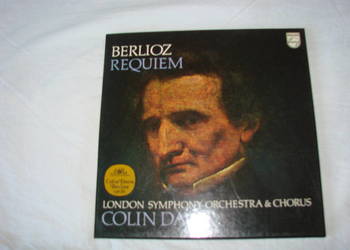 BERLIOZ
REQUIEM
LONDON SYMPHONY ORCHESTRA & CHORUS
COLIN DAVIS